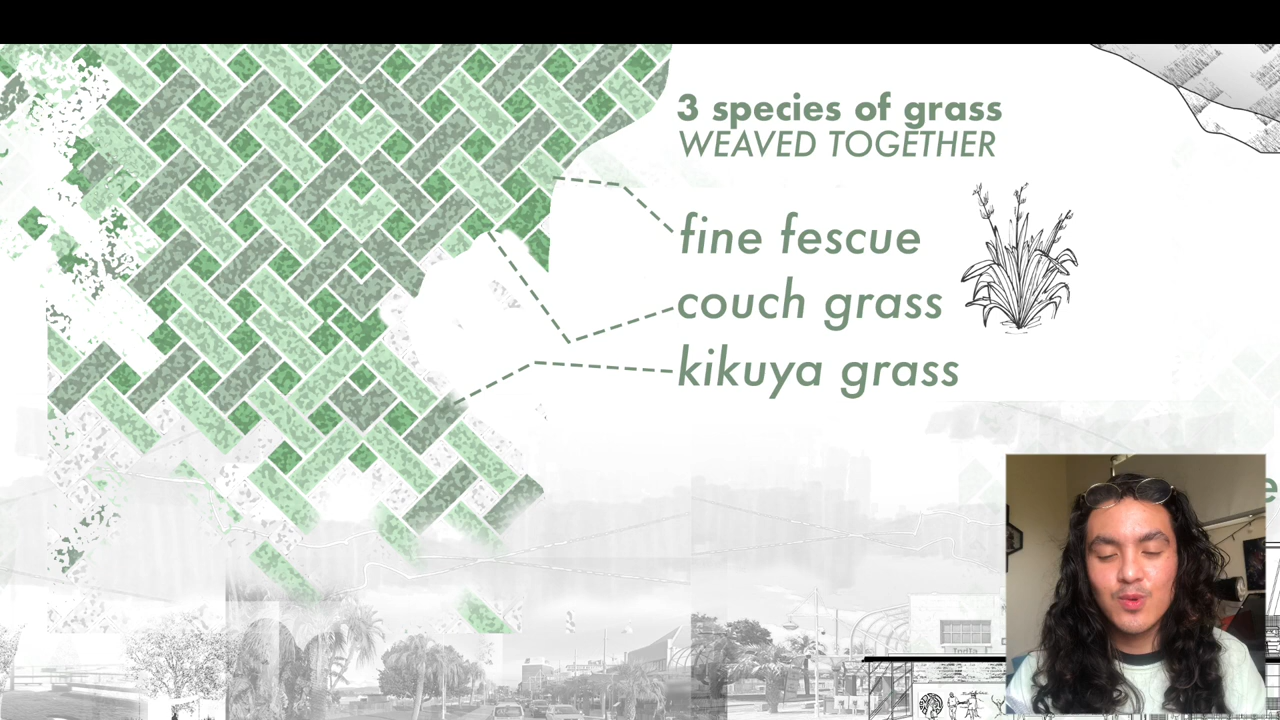 3 species of grass
WEAVED TOGETHER
fine fescue
couch grass
kikuya grass